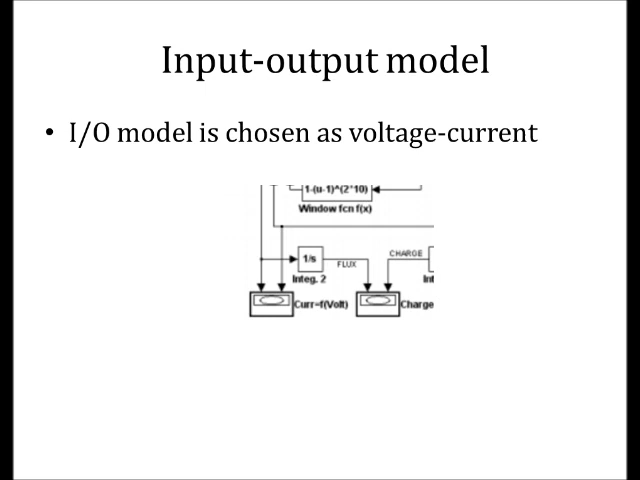 Input-output model
• I/O model is chosen as voltage-current
1-(u-1)^(2*10)
Window fcn f(x)
1/s
FLUX
CHARGE
Integ. 2
Int
Curr=f(Volt)
Charge